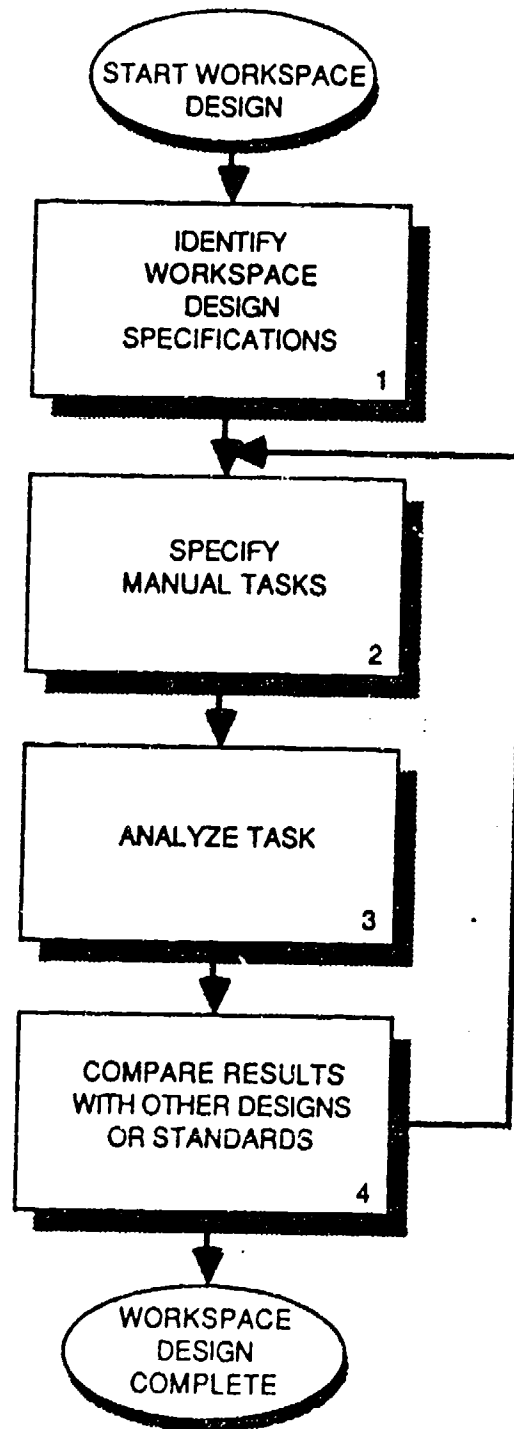 START WORKSPACE
DESIGN
IDENTIFY
WORKSPACE
DESIGN
SPECIFICATIONS
1
SPECIFY
MANUAL TASKS
2
ANALYZE TASK
3
COMPARE RESULTS
WITH OTHER DESIGNS
OR STANDARDS
4
WORKSPACE
DESIGN
COMPLETE